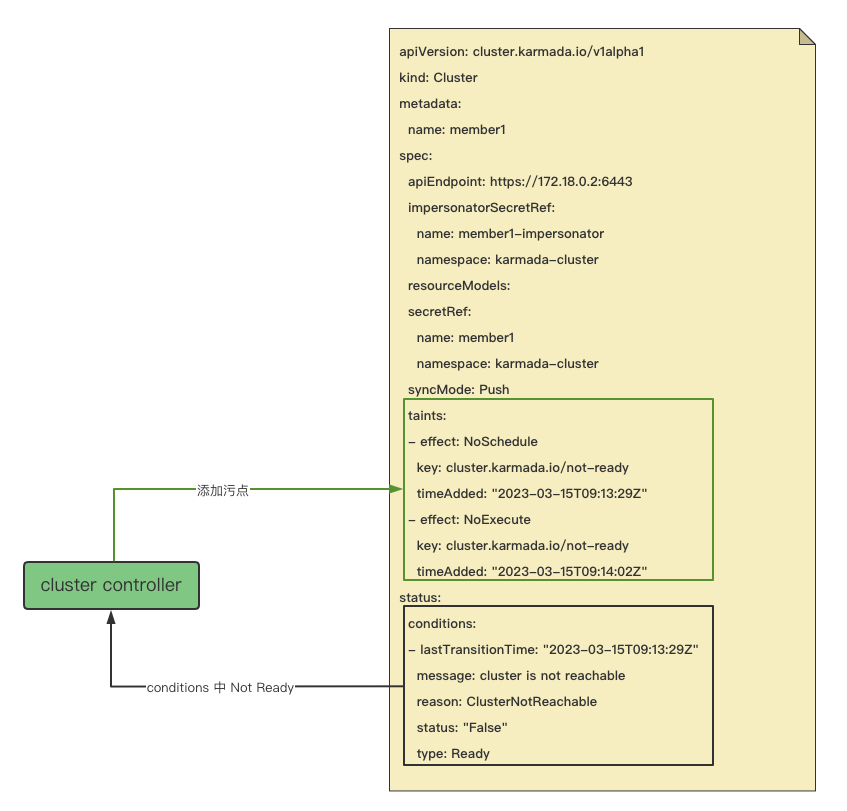 apiVersion: cluster.karmada.io/v1alpha1
kind: Cluster
metadata:
name: member1
spec:
apiEndpoint: https://172.18.0.2:6443
impersonatorSecretRef:
name: member1-impersonator
namespace: karmada-cluster
resourceModels:
secretRef:
name: member1
namespace: karmada-cluster
syncMode: Push
taints:
- effect: NoSchedule
key: cluster.karmada.io/not-ready
timeAdded: "2023-03-15T09:13:29Z"
- effect: NoExecute
key: cluster.karmada.io/not-ready
timeAdded: "2023-03-15T09:14:02Z"
status:
conditions:
- lastTransitionTime: "2023-03-15T09:13:29Z"
message: cluster is not reachable
reason: ClusterNotReachable
status: "False"
type: Ready
添加污点
cluster controller
conditions 中 Not Ready